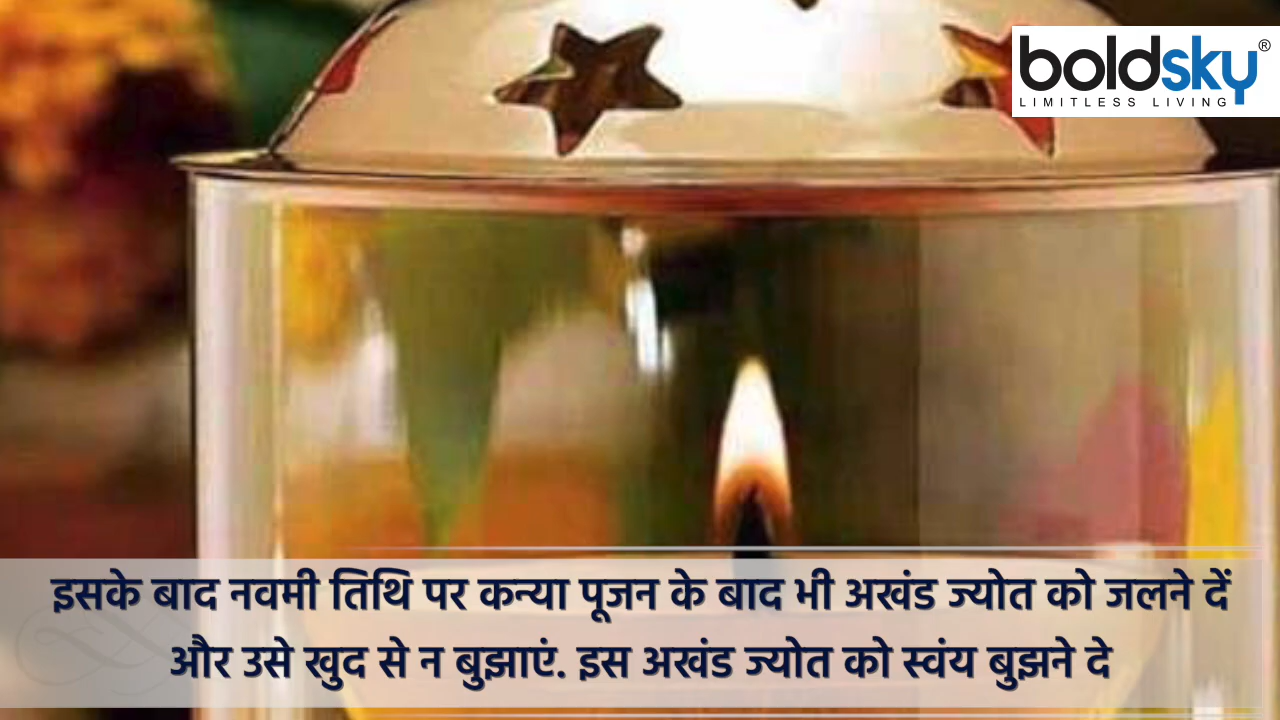 boldsky®
LIMITLESS LIVING
इसके बाद नवमी तिथि पर कन्या पूजन के बाद भी अखंड ज्योत को जलने दें
और उसे खुद से न बुझाएं. इस अखंड ज्योत को स्वंय बुझने दे